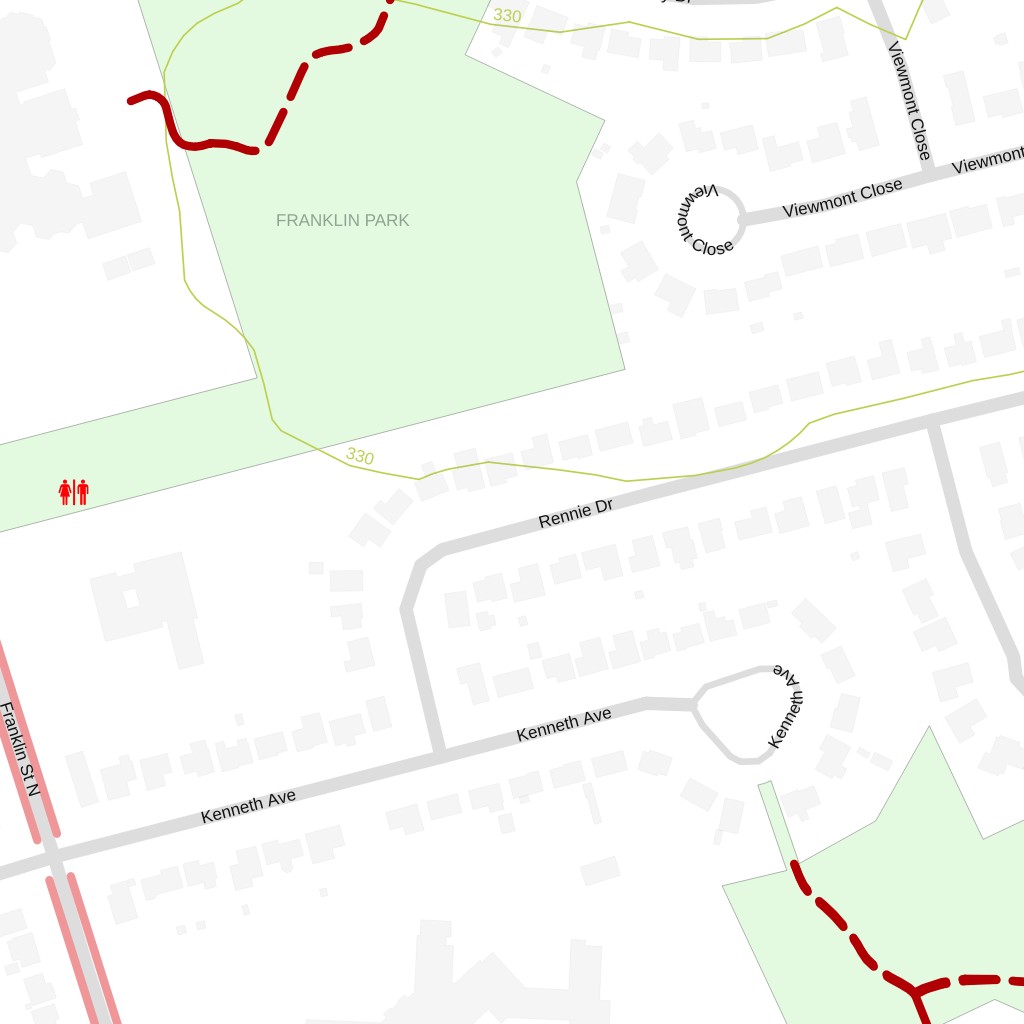 330
Viewmont Close
Viewmont
Viewmont Close
Viewmont Close
FRANKLIN PARK
330
Rennie Dr
Kenneth Ave
Kenneth Ave
Franklin St N
Kenneth Ave